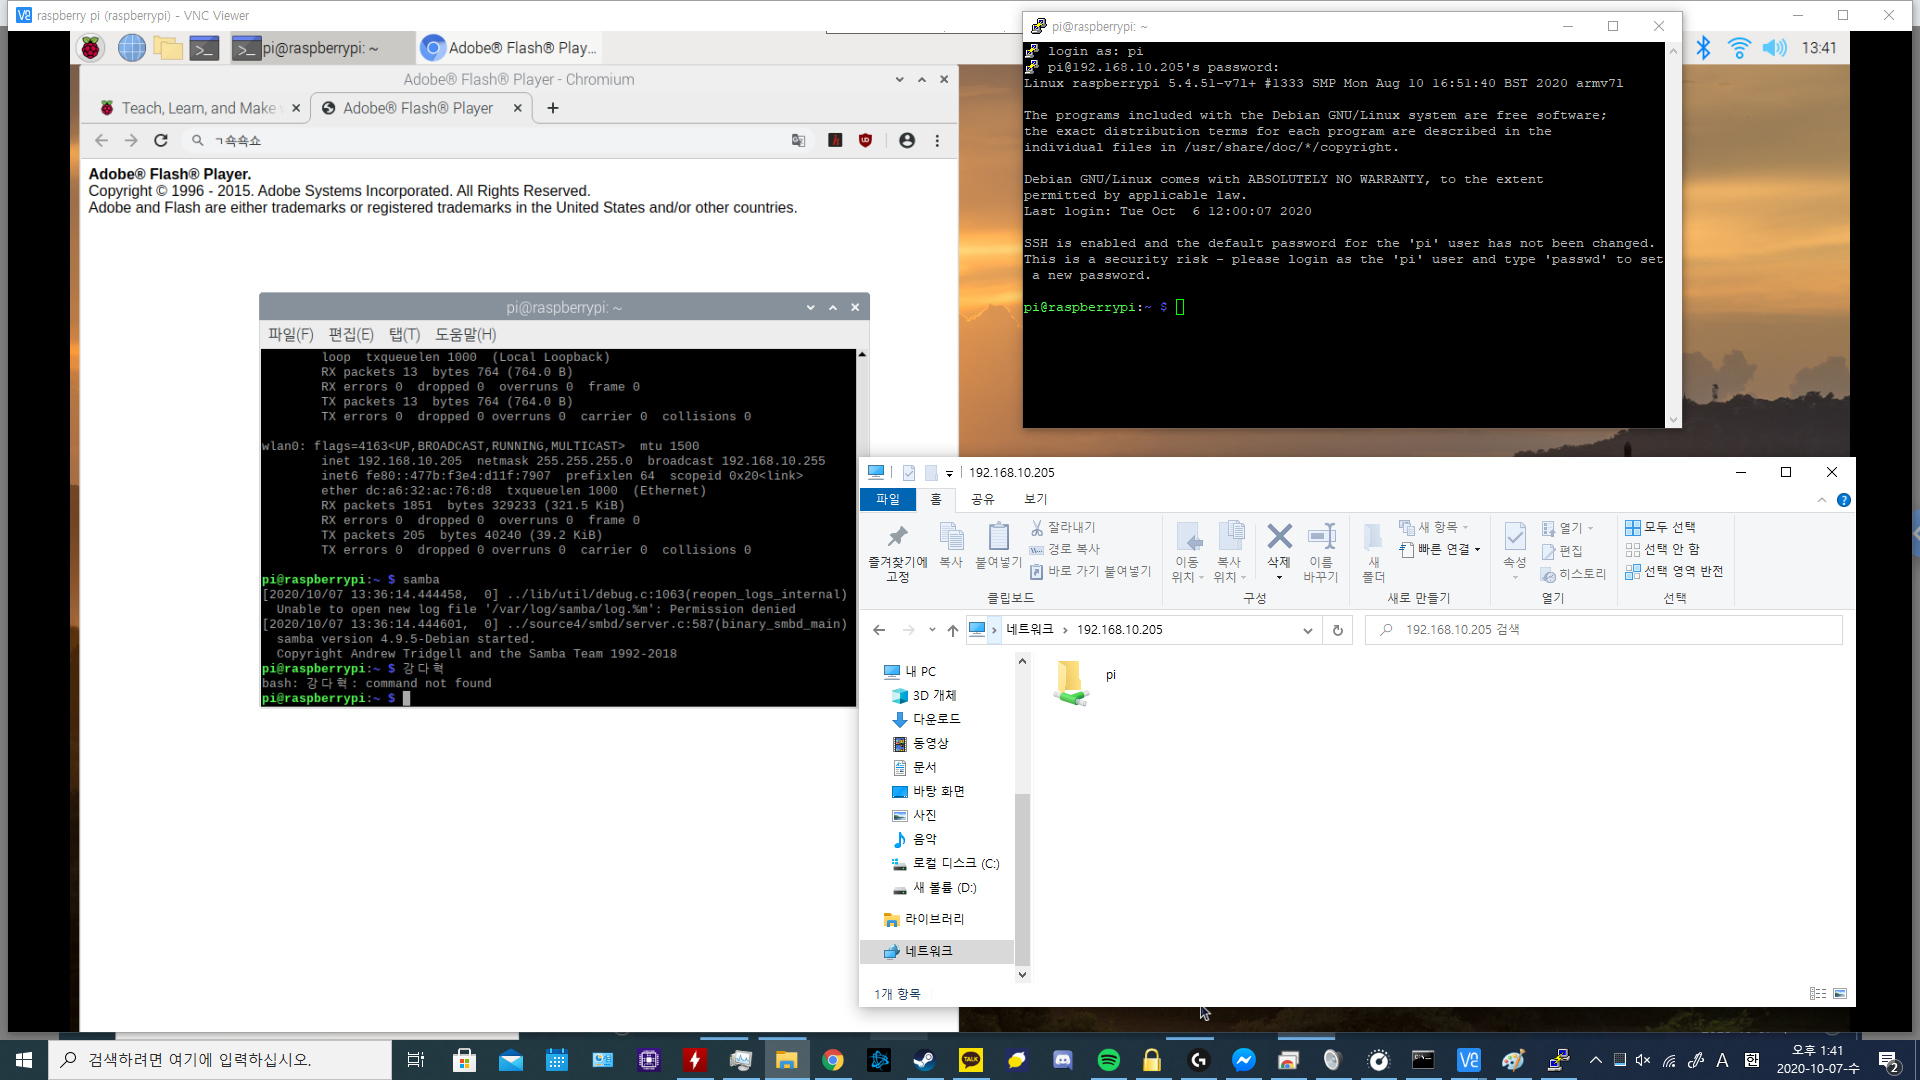 raspberry pi (raspberrypi) - VNC Viewer
pi@raspberrypi: ~
Adobe® Flash® Play...
13:41
Adobe® Flash® Player - Chromium
Teach, Learn, and Make
Adobe® Flash® Player
ㄱ쇽쇽쇼
Adobe® Flash® Player.
Copyright © 1996 - 2015. Adobe Systems Incorporated. All Rights Reserved.
Adobe and Flash are either trademarks or registered trademarks in the United States and/or other countries.
pi@raspberrypi: ~
파일(F) 편집(E) 탭(T) 도움말(H)
loop txqueuelen 1000 (Local Loopback)
RX packets 13 bytes 764 (764.0 B)
RX errors 0 dropped 0 overruns 0 frame 0
TX packets 13 bytes 764 (764.0 B)
TX errors 0 dropped 0 overruns 0 carrier 0 collisions 0
wlan0: flags=4163<UP,BROADCAST,RUNNING,MULTICAST> mtu 1500
inet 192.168.10.205 netmask 255.255.255.0 broadcast 192.168.10.255
inet6 fe80::477b:f3e4:d11f:7907 prefixlen 64 scopeid 0x20<link>
ether dc:a6:32:ac:76:d8 txqueuelen 1000 (Ethernet)
RX packets 1851 bytes 329233 (321.5 KiB)
RX errors 0 dropped 0 overruns 0 frame 0
TX packets 205 bytes 40240 (39.2 KiB)
TX errors 0 dropped 0 overruns 0 carrier 0 collisions 0
pi@raspberrypi:~ $ samba
[2020/10/07 13:36:14.444458, 0] ../lib/util/debug.c:1063(reopen_logs_internal)
Unable to open new log file '/var/log/samba/log.%m': Permission denied
[2020/10/07 13:36:14.444601, 0] ../source4/smbd/server.c:587(binary_smbd_main)
samba version 4.9.5-Debian started.
Copyright Andrew Tridgell and the Samba Team 1992-2018
pi@raspberrypi:~ $ 강다혁
bash: 강다혁: command not found
pi@raspberrypi:~ $
pi@raspberrypi: ~
login as: pi
pi@192.168.10.205's password:
Linux raspberrypi 5.4.51-v7l+ #1333 SMP Mon Aug 10 16:51:40 BST 2020 armv7l
The programs included with the Debian GNU/Linux system are free software;
the exact distribution terms for each program are described in the
individual files in /usr/share/doc/*/copyright.
Debian GNU/Linux comes with ABSOLUTELY NO WARRANTY, to the extent
permitted by applicable law.
Last login: Tue Oct  6 12:00:07 2020
SSH is enabled and the default password for the 'pi' user has not been changed.
This is a security risk - please login as the 'pi' user and type 'passwd' to set
a new password.
pi@raspberrypi:~ $
192.168.10.205
파일 홈 공유 보기
즐겨찾기에 고정
복사
붙여넣기
잘라내기
경로 복사
바로 가기 붙여넣기
클립보드
이동 위치
복사 위치
삭제
이름 바꾸기
구성
새 폴더
새 항목
빠른 연결
새로 만들기
속성
열기
편집
히스토리
열기
모두 선택
선택 안 함
선택 영역 반전
선택
네트워크 › 192.168.10.205
192.168.10.205 검색
내 PC
3D 개체
다운로드
동영상
문서
바탕 화면
사진
음악
로컬 디스크 (C:)
새 볼륨 (D:)
라이브러리
네트워크
pi
1개 항목
검색하려면 여기에 입력하십시오.
TALK
A
한
오후 1:41
2020-10-07-수
2